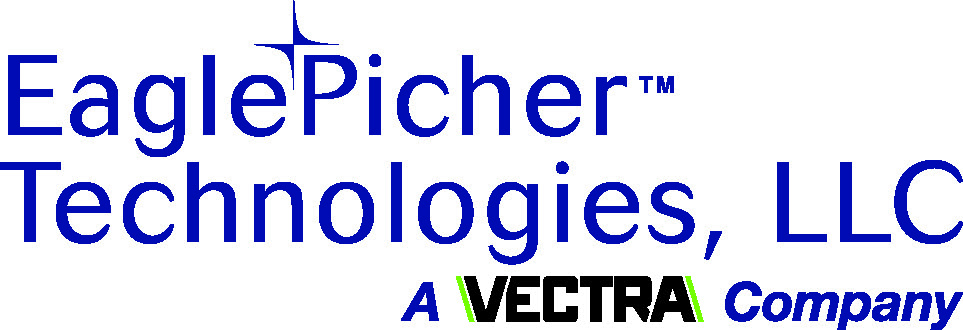 EaglePicher™
Technologies, LLC
A VECTRA Company